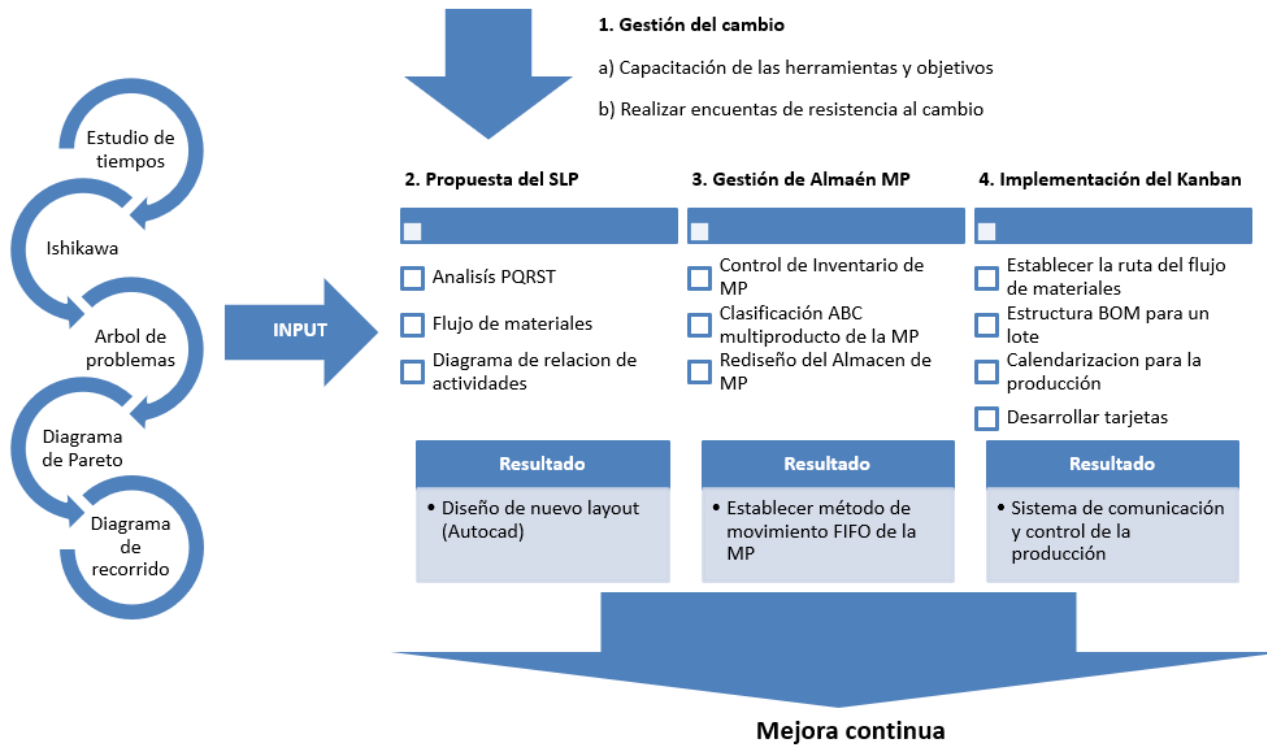 1. Gestión del cambio
a) Capacitación de las herramientas y objetivos
b) Realizar encuentas de resistencia al cambio
Estudio de
tiempos
Ishikawa
Arbol de
problemas
Diagrama
de Pareto
Diagrama
de
recorrido
INPUT
2. Propuesta del SLP
Analisís PQRST
Flujo de materiales
Diagrama de relacion de
actividades
Resultado
• Diseño de nuevo layout
(Autocad)
3. Gestión de Almaén MP
Control de Inventario de
MP
Clasificación ABC
multiproducto de la MP
Rediseño del Almacen de
MP
Resultado
• Establecer método de
movimiento FIFO de la
MP
4. Implementación del Kanban
Establecer la ruta del flujo
de materiales
Estructura BOM para un
lote
Calendarizacion para la
producción
Desarrollar tarjetas
Resultado
• Sistema de comunicación
y control de la
producción
Mejora continua